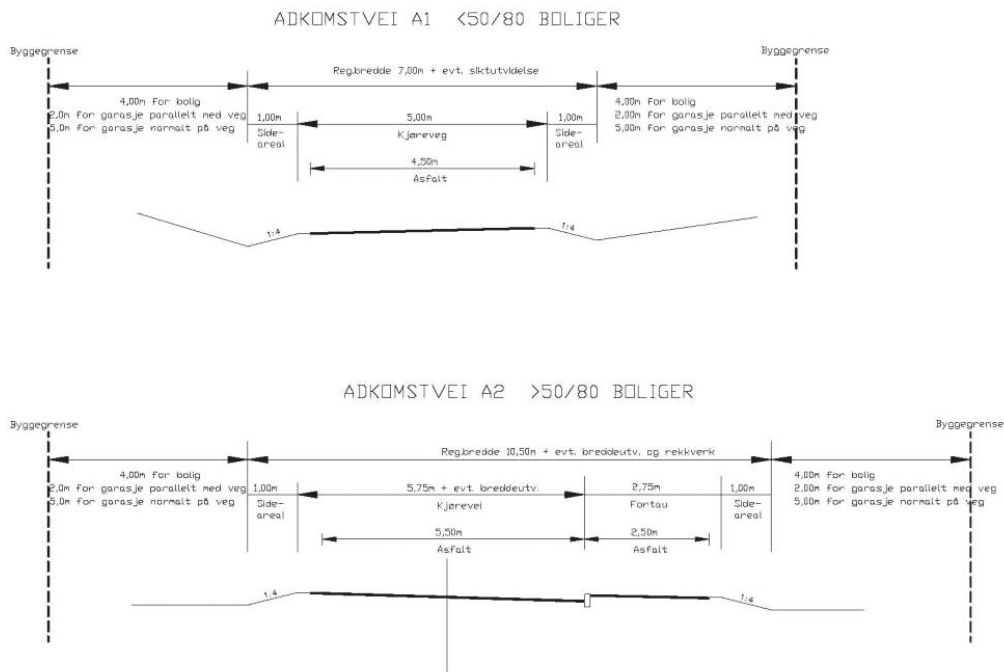 ADKOMSTVEI A1 <50/80 BOLIGER
Byggegrense
Byggegrense
Reg.bredde 7,00m + evt. siktutvidelse
4,00m for bolig
2,0m for garasje parallelt med veg
5,0m for garasje normalt på veg
1,00m
Side-
areal
5,00m
Kjøreveg
1,00m
Side-
areal
4,00m for bolig
2,00m for garasje parallelt med veg
5,00m for garasje normalt på veg
4,50m
Asfalt
1:4
1:4
ADKOMSTVEI A2 >50/80 BOLIGER
Byggegrense
Byggegrense
Reg.bredde 10,50m + evt. breddeutv. og rekkverk
4,00m for bolig
2,0m for garasje parallelt med veg
5,0m for garasje normalt på veg
1,00m
Side-
areal
5,75m + evt. breddeutv.
Kjørevei
2,75m
Fortau
1,00m
Side-
areal
4,00m for bolig
2,00m for garasje parallelt med veg
5,00m for garasje normalt på veg
5,50m
Asfalt
2,50m
Asfalt
1:4
1:4